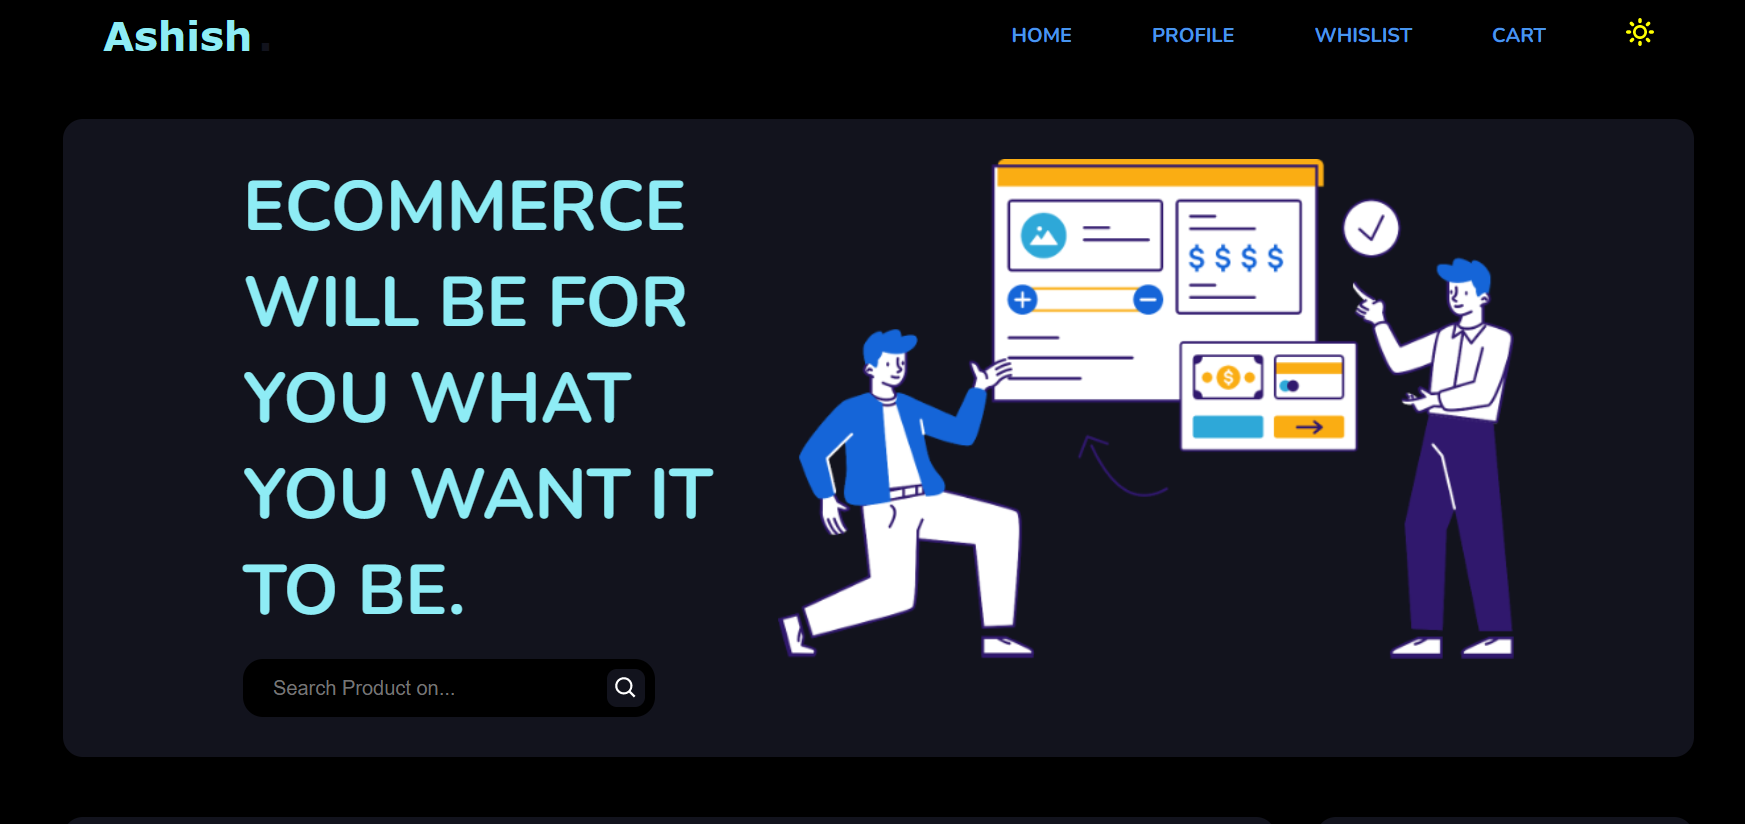 Ashish.
HOME
PROFILE
WHISLIST
CART
ECOMMERCE
WILL BE FOR
YOU WHAT
YOU WANT IT
TO BE.
$ $ $ $
$
Search Product on...